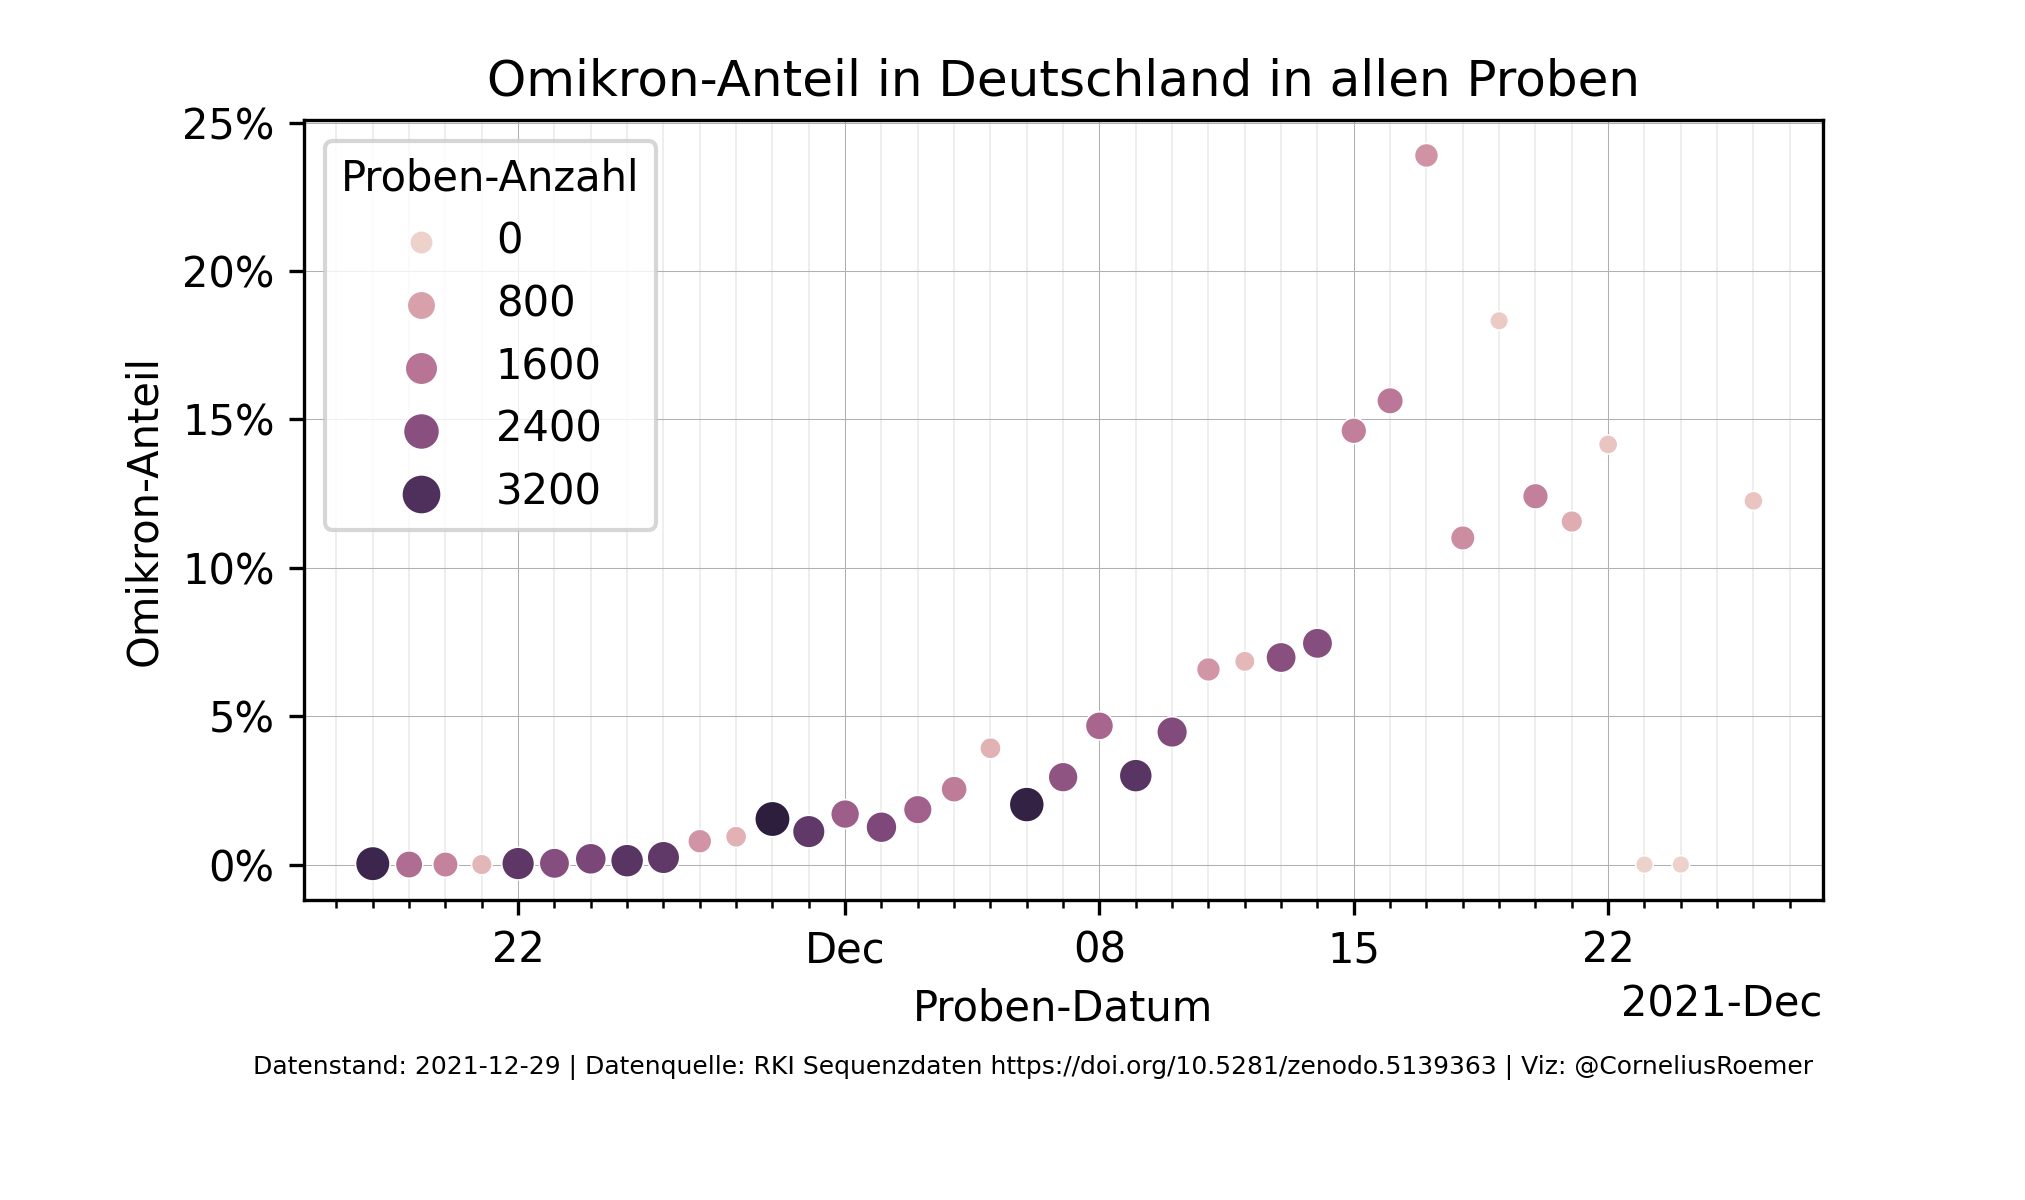 Omikron-Anteil in Deutschland in allen Proben
25%
20%
15%
10%
5%
0%
Omikron-Anteil
Proben-Anzahl
0
800
1600
2400
3200
22
Dec
08
15
22
Proben-Datum
2021-Dec
Datenstand: 2021-12-29 | Datenquelle: RKI Sequenzdaten https://doi.org/10.5281/zenodo.5139363 | Viz: @CorneliusRoemer